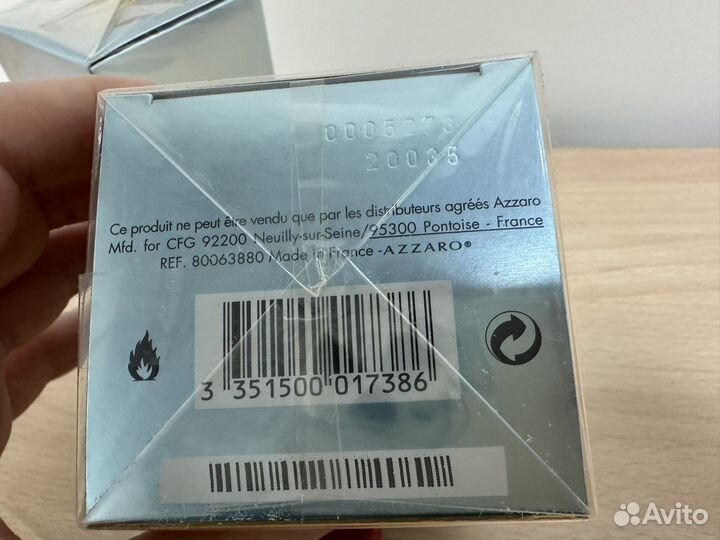 20035
Ce produit ne peut être vendu que par les distributeurs agréés Azzaro
Mfd. for CFG 92200 Neuilly-sur-Seine/95300 Pontoise - France
REF. 80063880 Made in France -AZZARO®
3 351500 017386
Avito